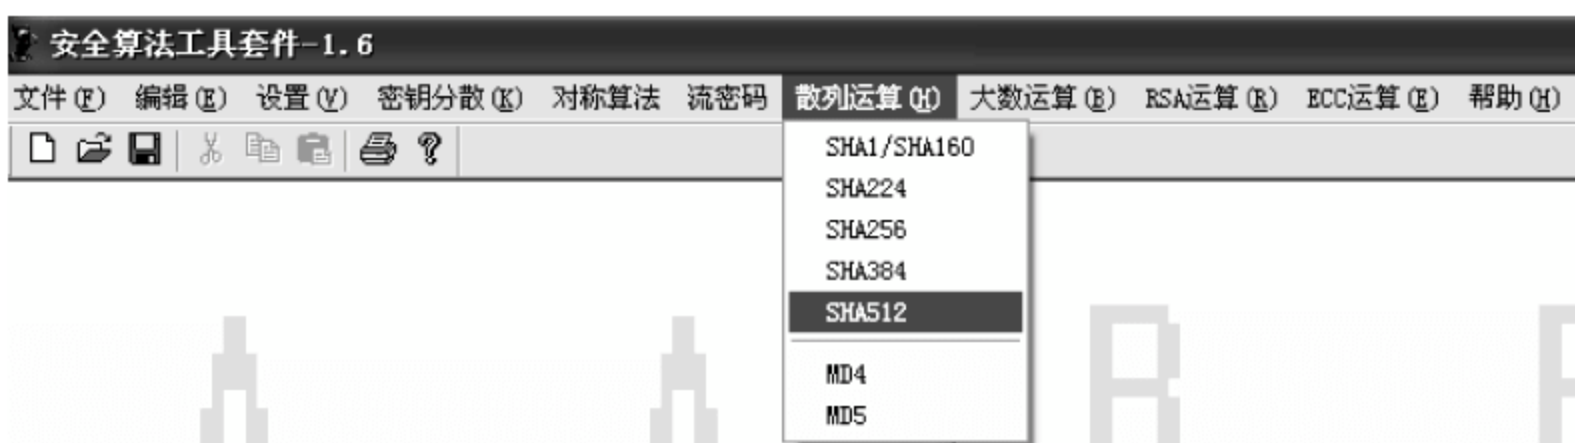 安全算法工具套件-1.6
文件(F) 编辑(E) 设置(V) 密钥分散(K) 对称算法 流密码 散列运算(H) 大数运算(B) RSA运算(R) ECC运算(E) 帮助(H)
SHA1/SHA160
SHA224
SHA256
SHA384
SHA512
MD4
MD5